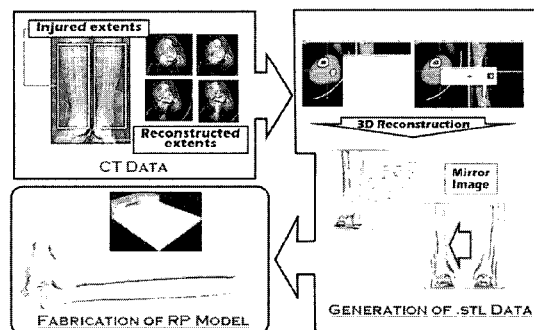 Injured extents
Reconstructed extents
CT DATA
3D Reconstruction
Mirror Image
GENERATION OF .STL DATA
FABRICATION OF RP MODEL